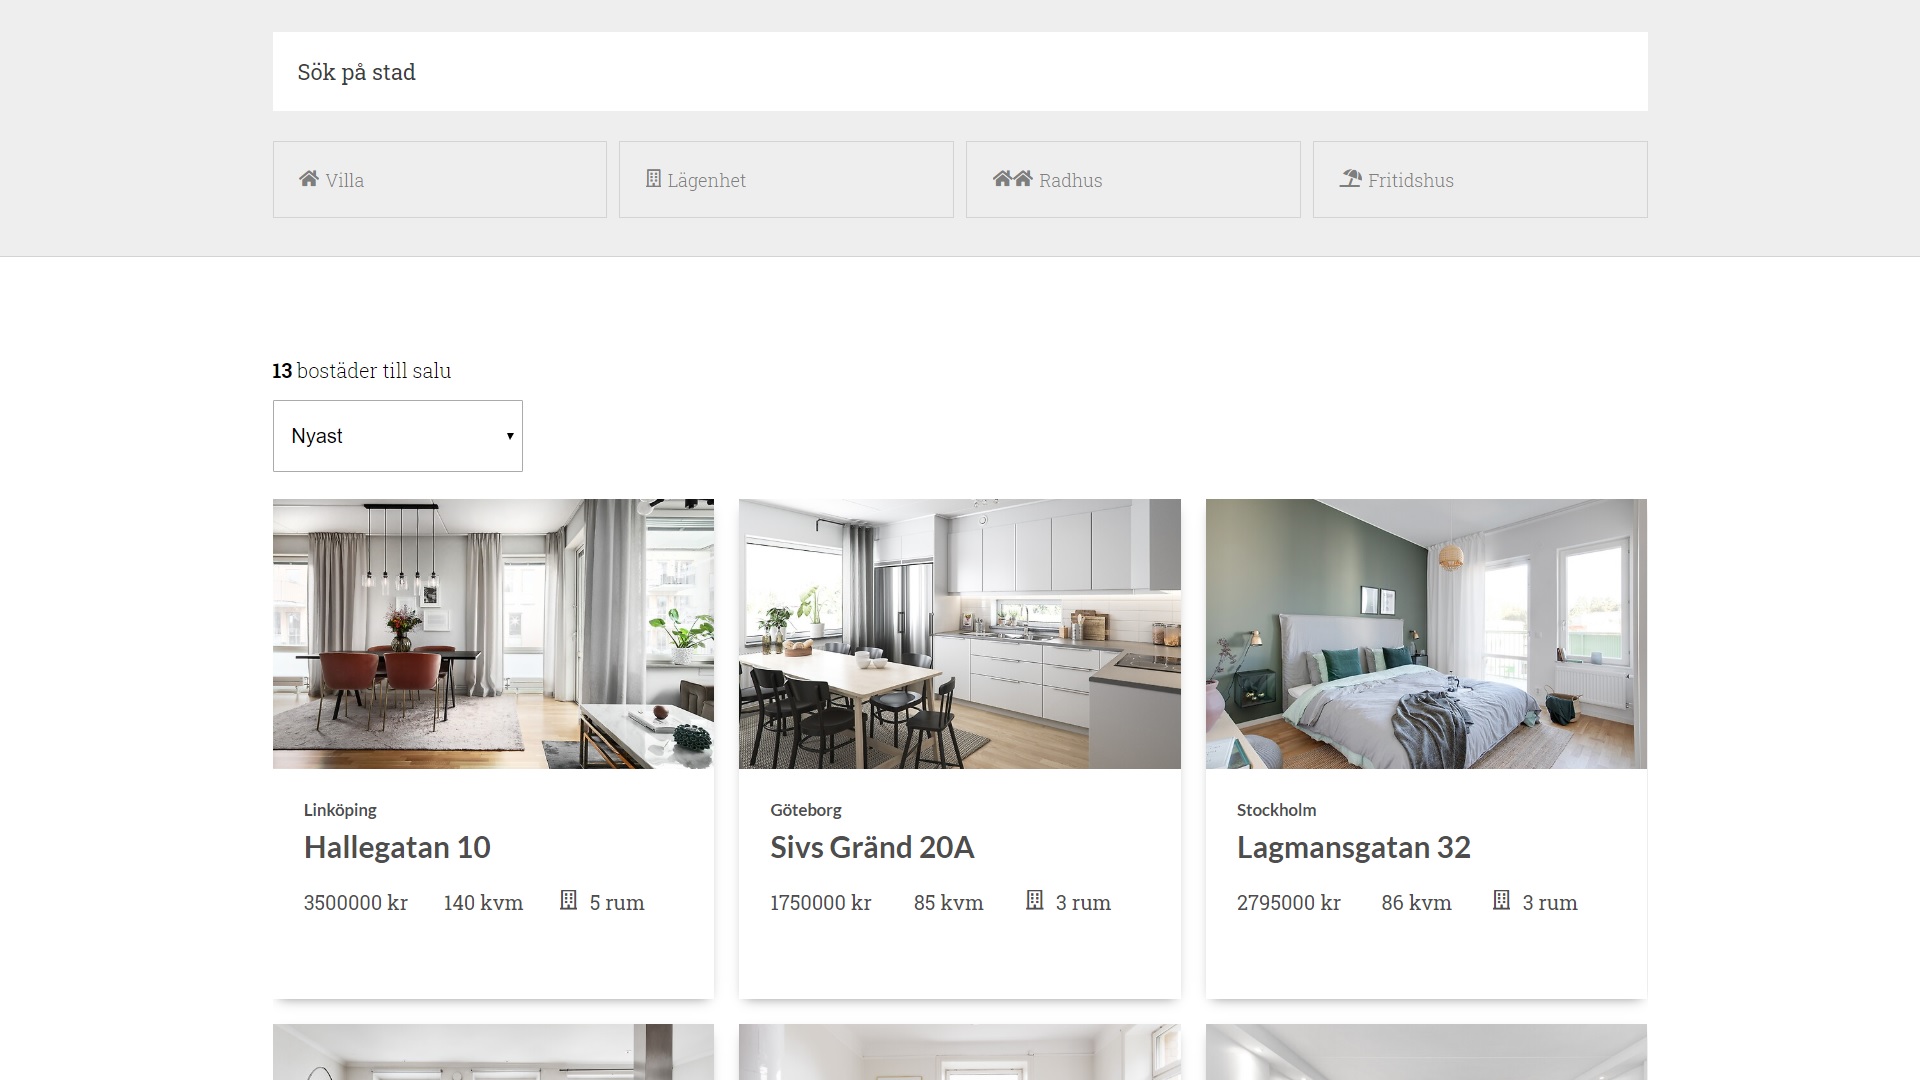 Sök på stad
Villa
Lägenhet
Radhus
Fritidshus
13 bostäder till salu
Nyast
Linköping
Hallegatan 10
3500000 kr 140 kvm 5 rum
Göteborg
Sivs Gränd 20A
1750000 kr 85 kvm 3 rum
Stockholm
Lagmansgatan 32
2795000 kr 86 kvm 3 rum